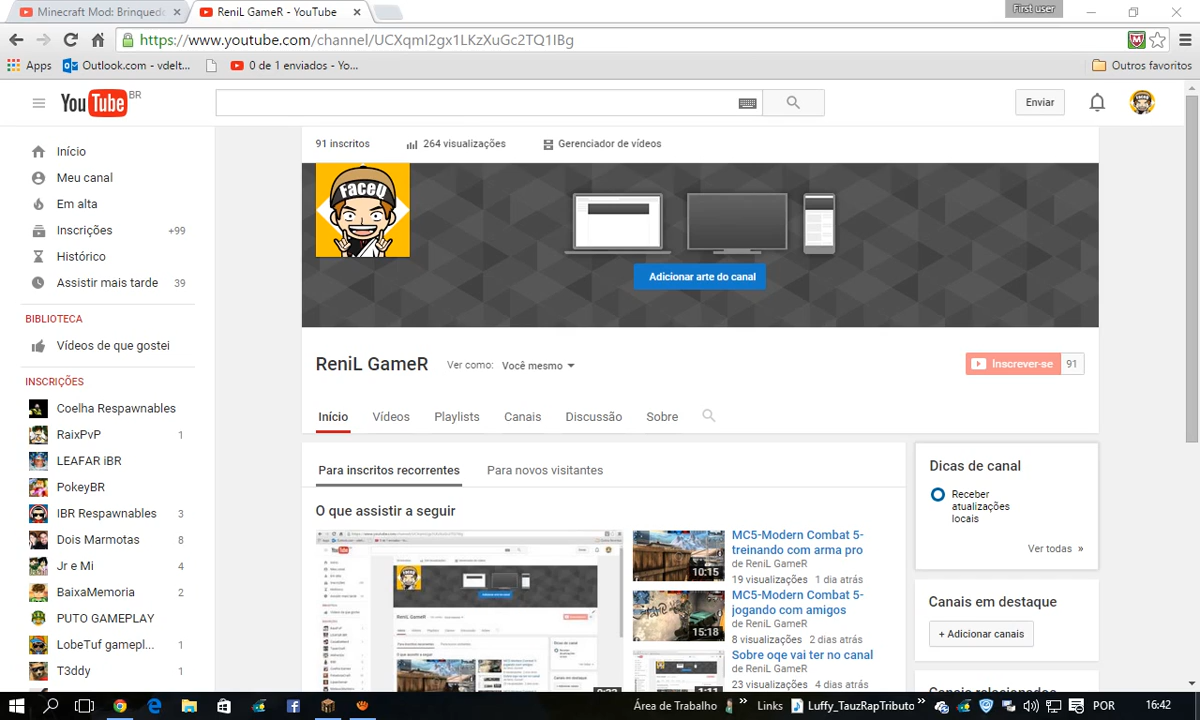 Minecraft Mod: Brinqued
ReniL GameR - YouTube
First user
https://www.youtube.com/channel/UCXqmI2gx1LKzXuGc2TQ1IBg
Apps
Outlook.com - vdelt...
0 de 1 enviados - Yo...
Outros favoritos
YouTube BR
Enviar
Início
Meu canal
Em alta
Inscrições +99
Histórico
Assistir mais tarde 39
BIBLIOTECA
Vídeos de que gostei
INSCRIÇÕES
Coelha Respawnables
RaixPvP 1
LEAFAR iBR
PokeyBR
IBR Respawnables 3
Dois Marmotas 8
Jr e Mi 4
BaixaMemoria 2
PUTO GAMEPLAY
LobeTuf gamepl... 1
T3ddy 1
91 inscritos
264 visualizações
Gerenciador de vídeos
FACEQ
Adicionar arte do canal
ReniL GameR
Ver como: Você mesmo
Inscrever-se 91
Início Vídeos Playlists Canais Discussão Sobre
Para inscritos recorrentes
Para novos visitantes
O que assistir a seguir
10:15
MC5-Modern Combat 5-
treinando com arma pro
de ReniL GameR
19 visualizações 1 dia atrás
15:18
MC5-Modern Combat 5-
jogando com amigos
de ReniL GameR
8 visualizações 2 dias atrás
Sobre oqe vai ter no canal
de ReniL GameR
23 visualizações 4 dias atrás
Dicas de canal
Receber
atualizações
locais
Ver todas »
Canais em destaque
+ Adicionar canais
Área de Trabalho
Links
Luffy_TauzRapTributo
POR
16:42